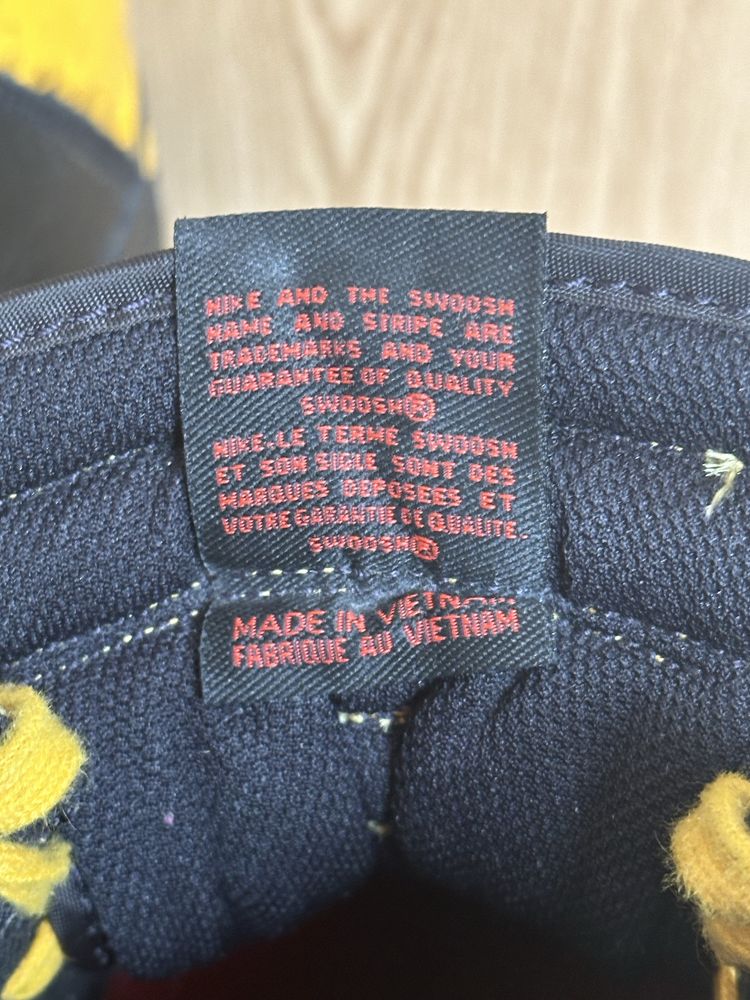 NIKE AND THE SWOOSH
NAME AND STRIPE ARE
TRADEMARKS AND YOUR
GUARANTEE OF QUALITY
SWOOSH®
NIKE-LE TERME SWOOSH
ET SON SIGLE SONT DES
MARQUES DEPOSEES ET
VOTRE GARANTIE DE QUALITE.
SWOOSH®
MADE IN VIETNAM
FABRIQUE AU VIETNAM